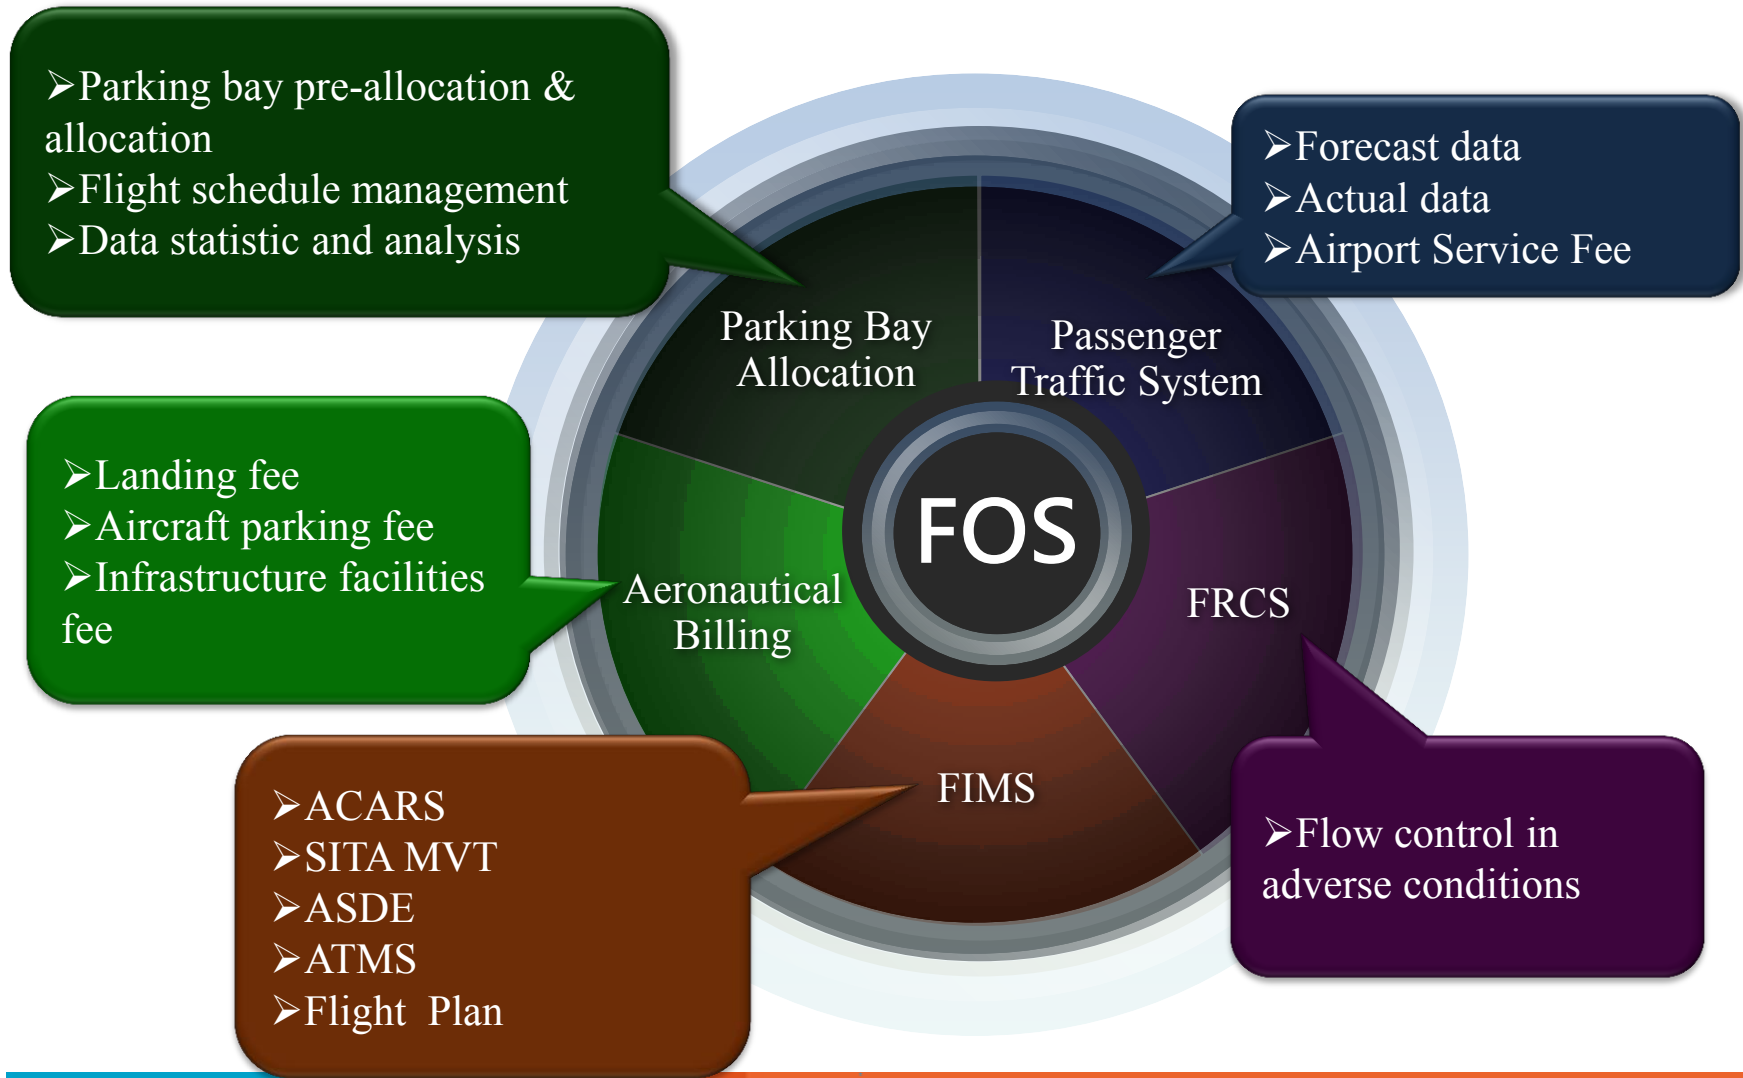 ➢Parking bay pre-allocation &
allocation
➢Flight schedule management
➢Data statistic and analysis
➢Forecast data
➢Actual data
➢Airport Service Fee
Parking Bay
Allocation
Passenger
Traffic System
➢Landing fee
➢Aircraft parking fee
➢Infrastructure facilities
fee
FOS
Aeronautical
Billing
FRCS
FIMS
➢ACARS
➢SITA MVT
➢ASDE
➢ATMS
➢Flight  Plan
➢Flow control in
adverse conditions